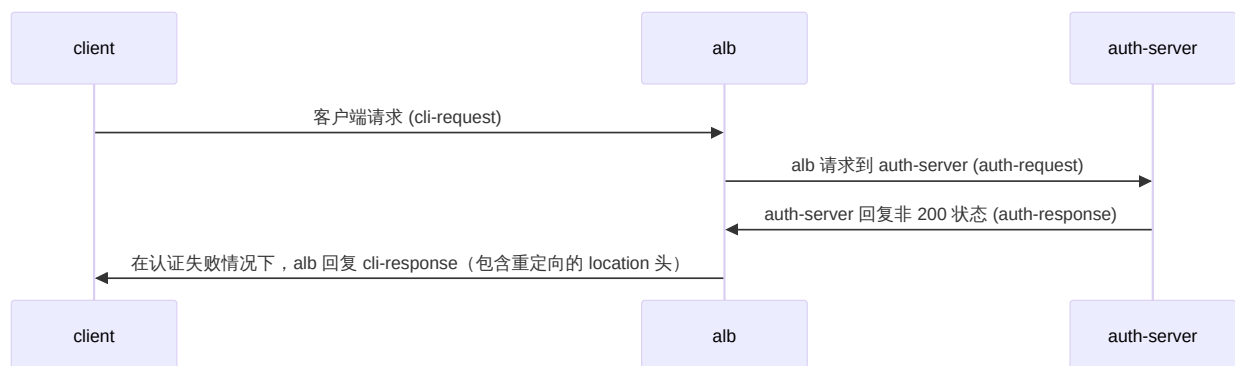 client
alb
auth-server
客户端请求 (cli-request)
alb 请求到 auth-server (auth-request)
auth-server 回复非 200 状态 (auth-response)
在认证失败情况下，alb 回复 cli-response（包含重定向的 location 头）
client
alb
auth-server